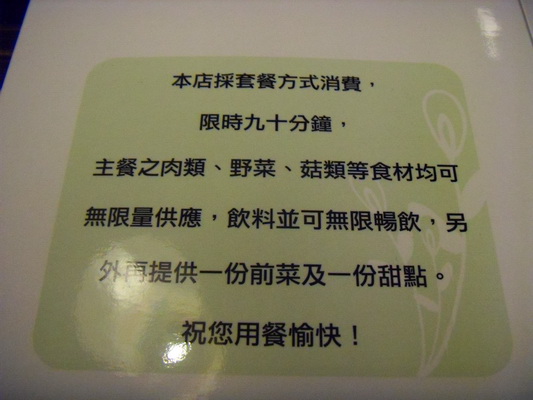 本店採套餐方式消費，
限時九十分鐘，
主餐之肉類、野菜、菇類等食材均可
無限量供應，飲料並可無限暢飲，另
外再提供一份前菜及一份甜點。
祝您用餐愉快！